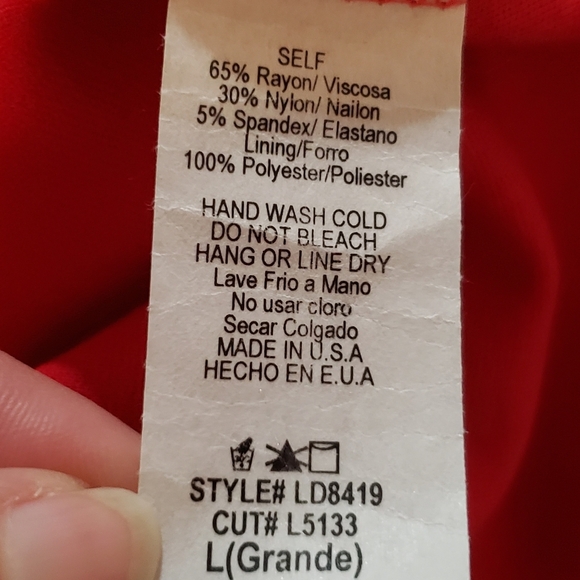 SELF
65% Rayon/ Viscosa
30% Nylon/ Nailon
5% Spandex/ Elastano
Lining/Forro
100% Polyester/Poliester
HAND WASH COLD
DO NOT BLEACH
HANG OR LINE DRY
Lave Frio a Mano
No usar cloro
Secar Colgado
MADE IN U.S.A
HECHO EN E.U.A
STYLE# LD8419
CUT# L5133
L(Grande)